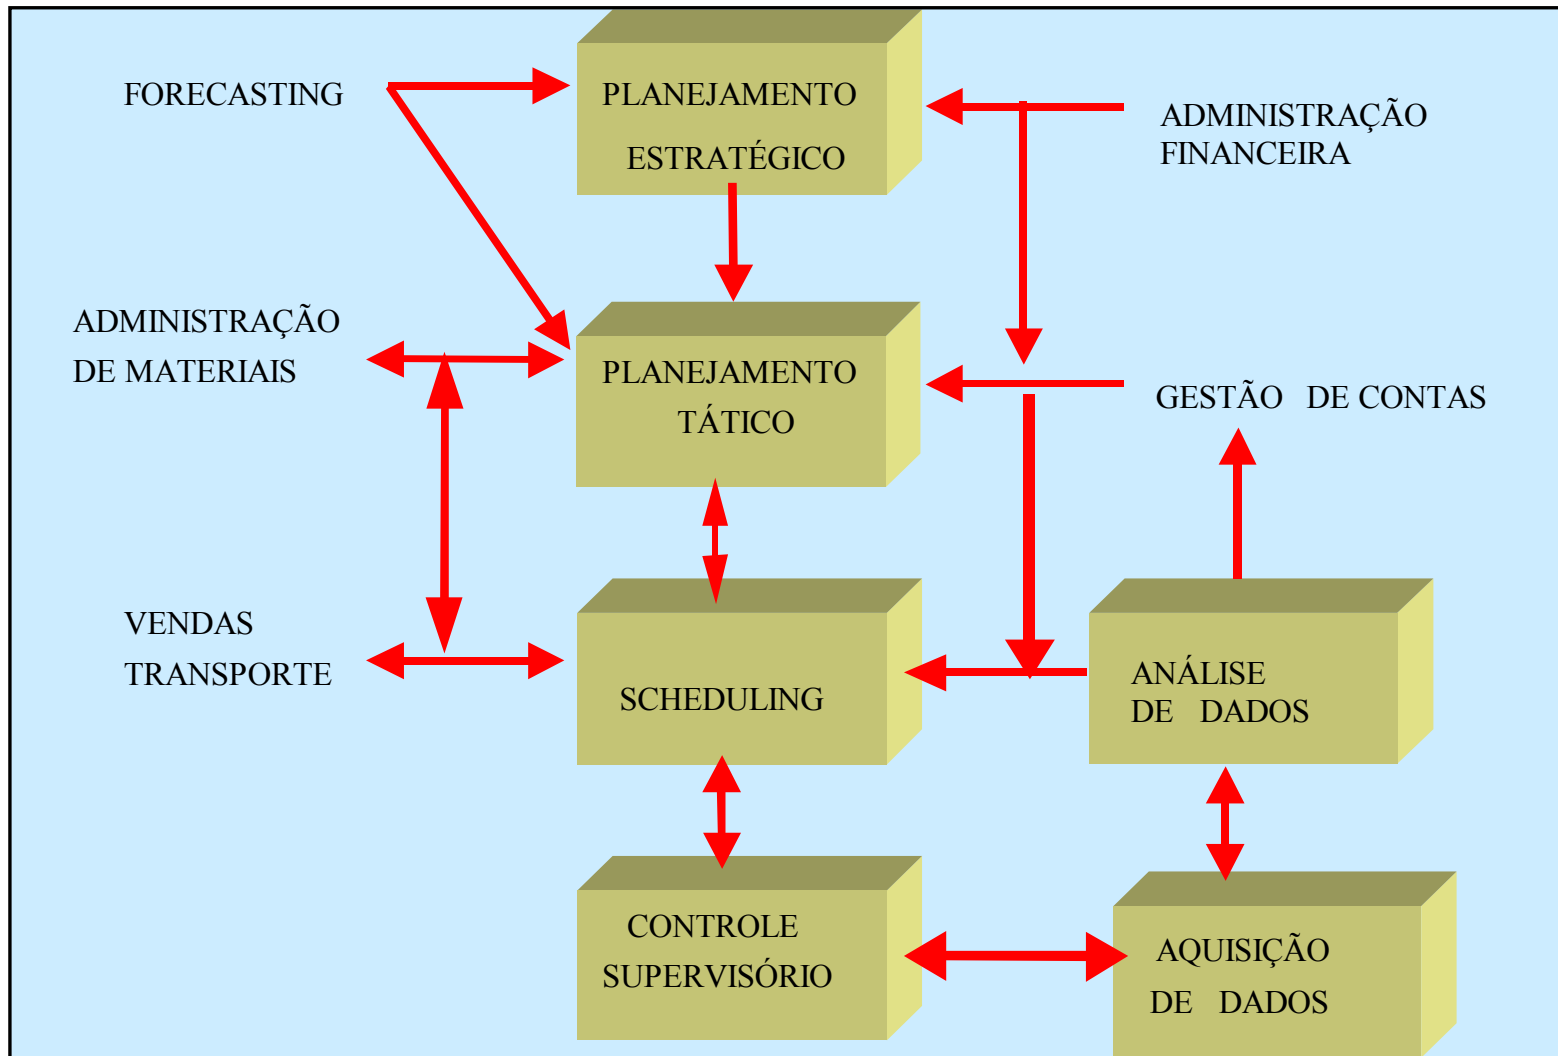 FORECASTING
PLANEJAMENTO
ESTRATÉGICO
ADMINISTRAÇÃO
FINANCEIRA
ADMINISTRAÇÃO
DE MATERIAIS
PLANEJAMENTO
TÁTICO
GESTÃO DE CONTAS
VENDAS
TRANSPORTE
SCHEDULING
ANÁLISE
DE DADOS
CONTROLE
SUPERVISÓRIO
AQUISIÇÃO
DE DADOS